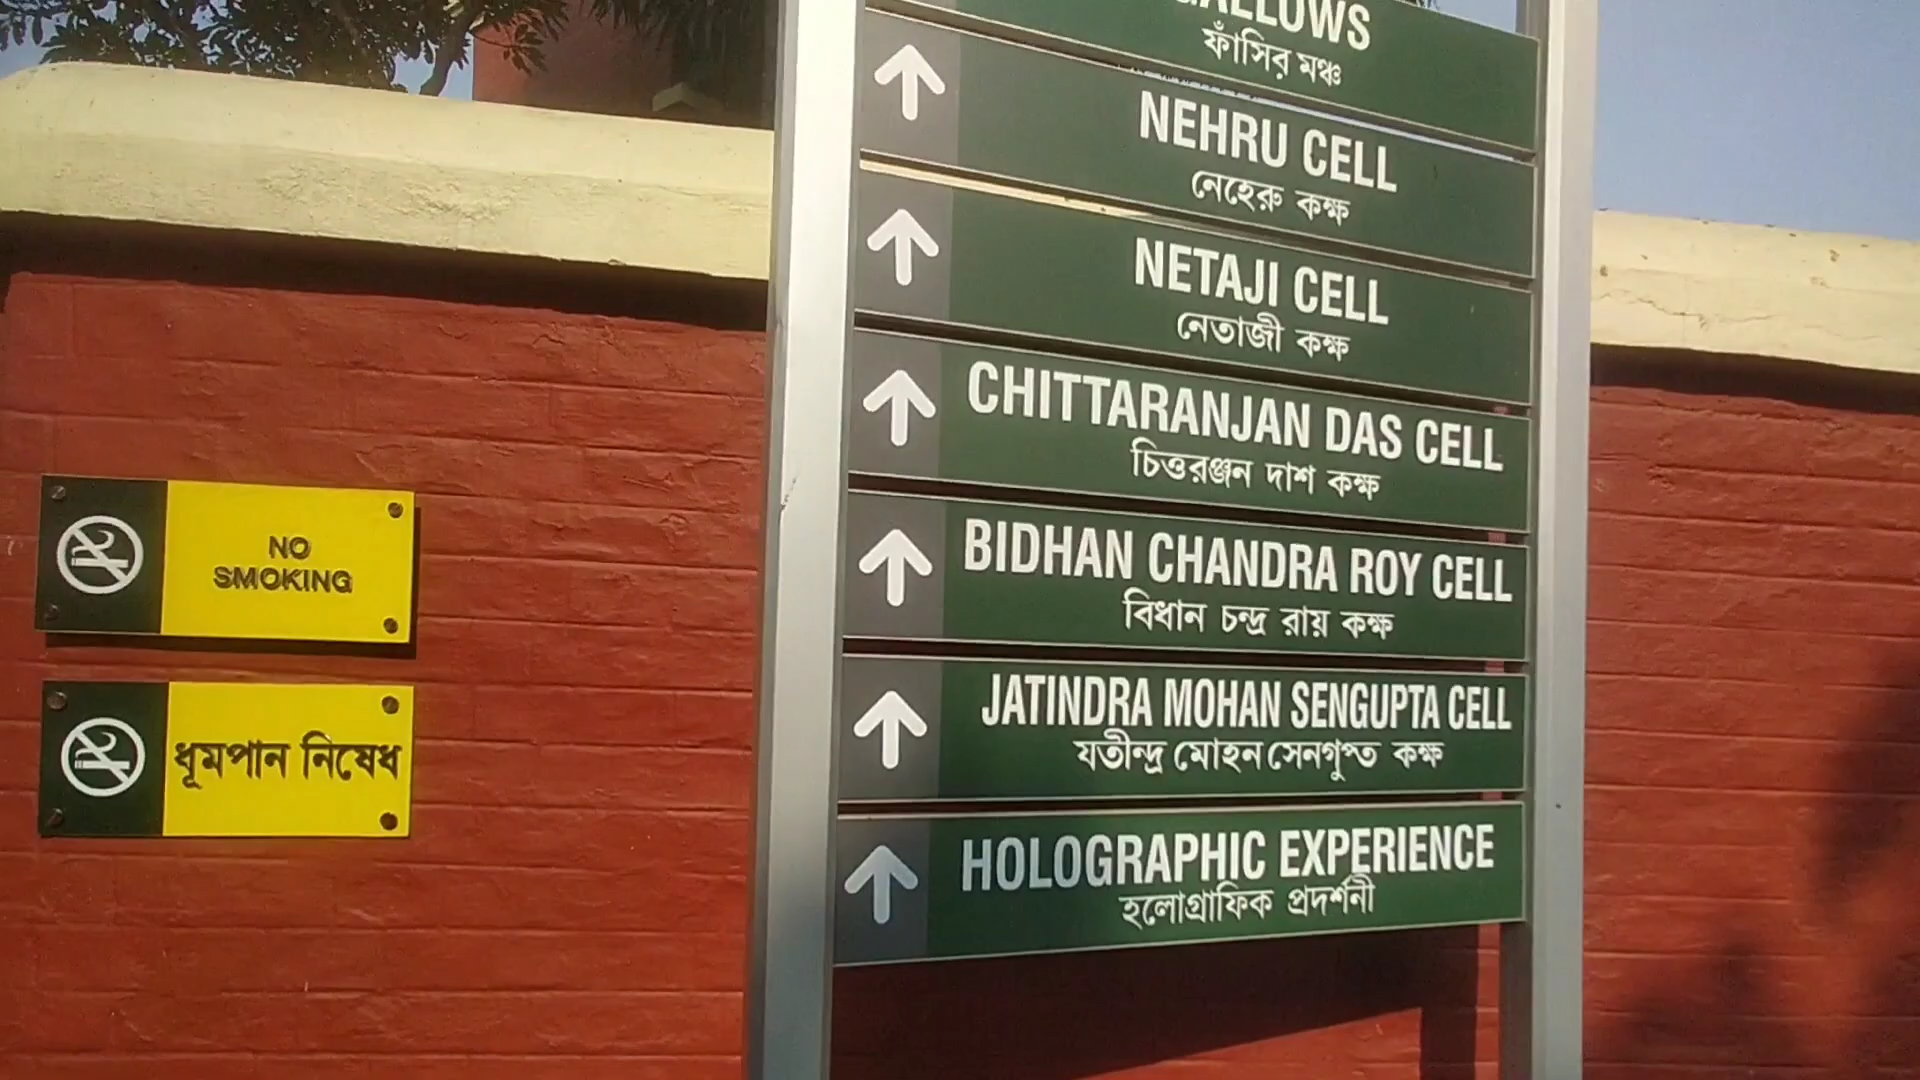 GALLOWS
ফাঁসির মঞ্চ
NEHRU CELL
নেহেরু কক্ষ
NETAJI CELL
নেতাজী কক্ষ
CHITTARANJAN DAS CELL
চিত্তরঞ্জন দাশ কক্ষ
BIDHAN CHANDRA ROY CELL
বিধান চন্দ্র রায় কক্ষ
JATINDRA MOHAN SENGUPTA CELL
যতীন্দ্র মোহন সেনগুপ্ত কক্ষ
HOLOGRAPHIC EXPERIENCE
হলোগ্রাফিক প্রদর্শনী
NO
SMOKING
ধূমপান নিষেধ